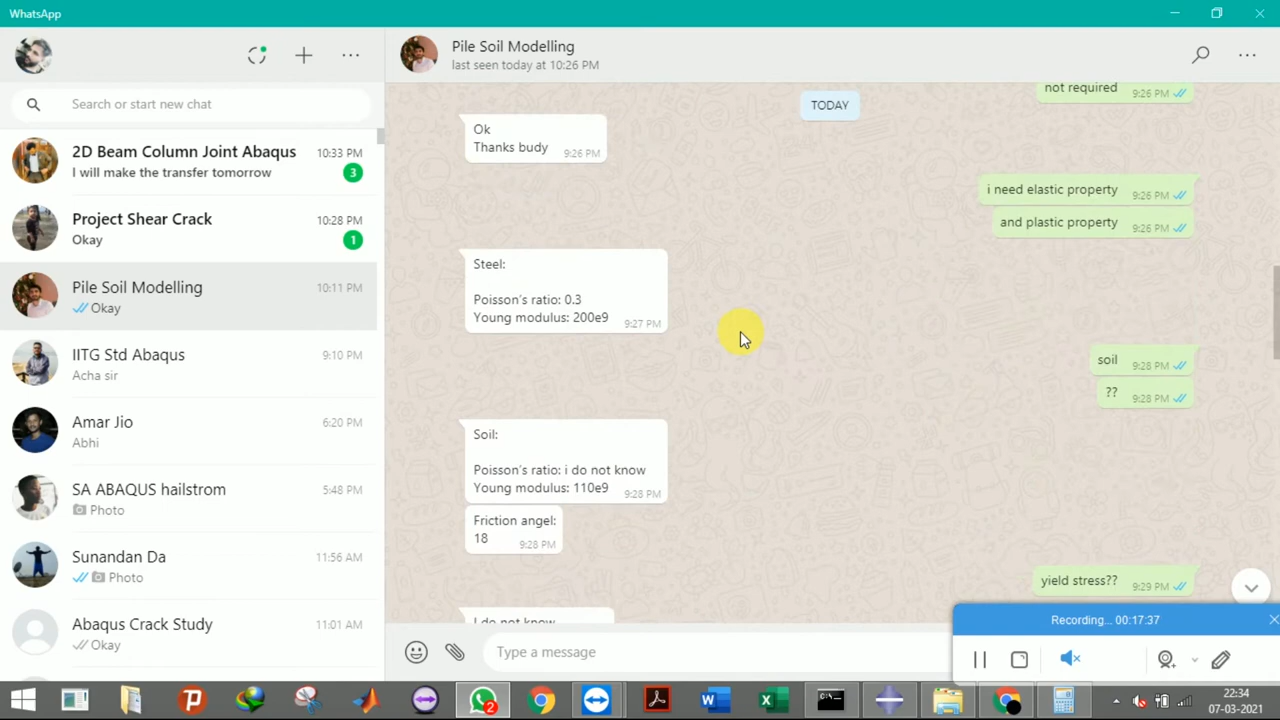 WhatsApp
Search or start new chat
2D Beam Column Joint Abaqus
10:33 PM
I will make the transfer tomorrow
3
Project Shear Crack
10:28 PM
Okay
1
Pile Soil Modelling
10:11 PM
Okay
IITG Std Abaqus
9:10 PM
Acha sir
Amar Jio
6:20 PM
Abhi
SA ABAQUS hailstrom
5:48 PM
Photo
Sunandan Da
11:56 AM
Photo
Abaqus Crack Study
11:01 AM
Okay
Pile Soil Modelling
last seen today at 10:26 PM
not required
9:26 PM
TODAY
Ok
Thanks budy
9:26 PM
i need elastic property
9:26 PM
and plastic property
9:26 PM
Steel:
Poisson's ratio: 0.3
Young modulus: 200e9
9:27 PM
soil
9:28 PM
??
9:28 PM
Soil:
Poisson's ratio: i do not know
Young modulus: 110e9
9:28 PM
Friction angel:
18
9:28 PM
yield stress??
9:29 PM
I do not know
Type a message
Recording... 00:17:37
2
22:34
07-03-2021